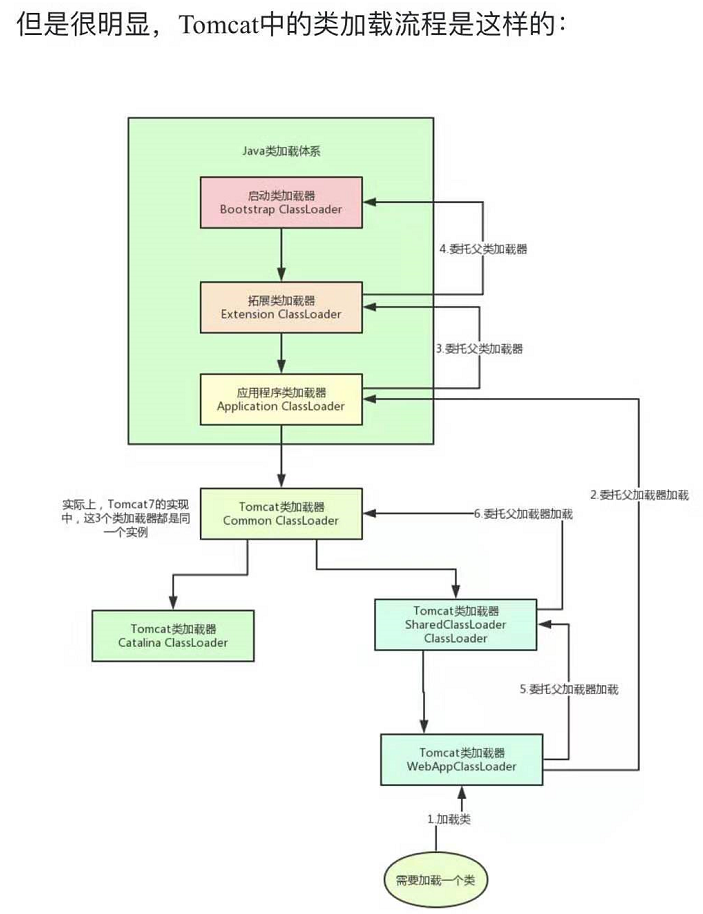 但是很明显，Tomcat中的类加载流程是这样的：
Java类加载体系
启动类加载器
Bootstrap ClassLoader
4.委托父类加载器
拓展类加载器
Extension ClassLoader
3.委托父类加载器
应用程序类加载器
Application ClassLoader
2.委托父加载器加载
实际上，Tomcat7的实现
中，这3个类加载器都是同
一个实例
Tomcat类加载器
Common ClassLoader
6.委托父加载器加载
Tomcat类加载器
Catalina ClassLoader
Tomcat类加载器
SharedClassLoader
ClassLoader
5.委托父加载器加载
Tomcat类加载器
WebAppClassLoader
1.加载类
需要加载一个类